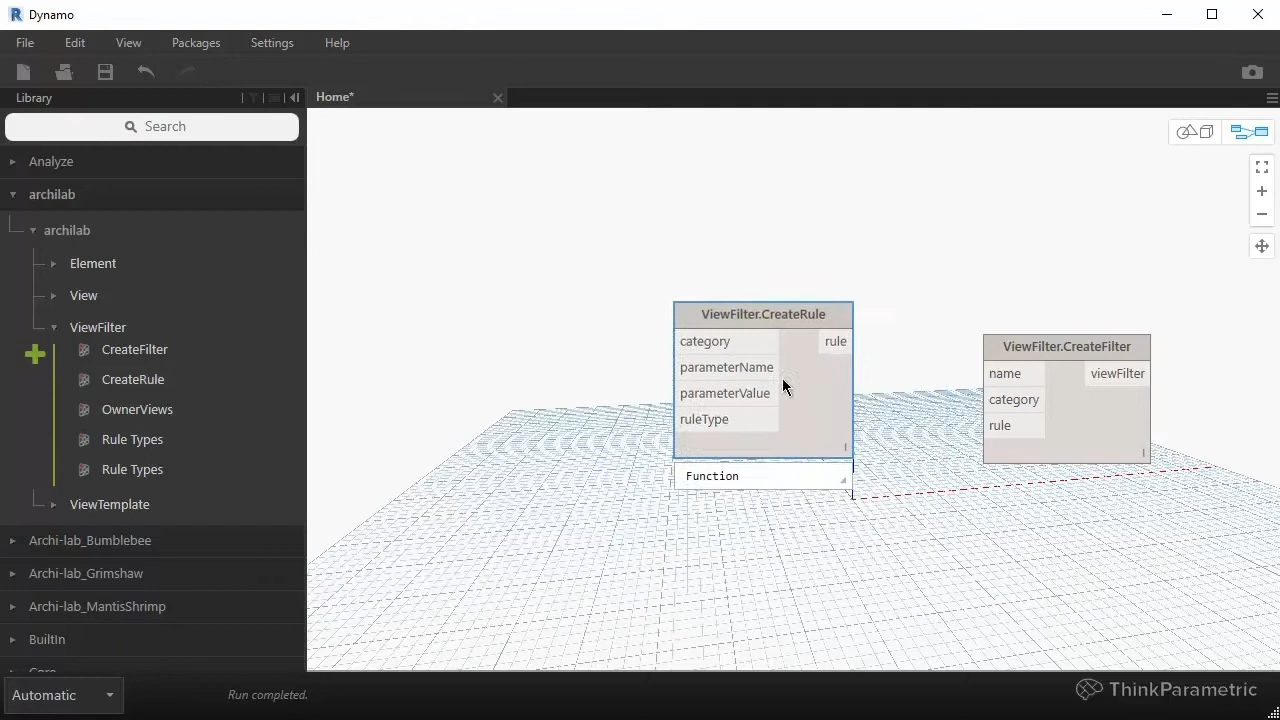 Dynamo
File Edit View Packages Settings Help
Library
Home*
Search
Analyze
archilab
archilab
Element
View
ViewFilter
CreateFilter
CreateRule
OwnerViews
Rule Types
Rule Types
ViewTemplate
Archi-lab_Bumblebee
Archi-lab_Grimshaw
Archi-lab_MantisShrimp
BuiltIn
Core
ViewFilter.CreateRule
category rule
parameterName
parameterValue
ruleType
Function
ViewFilter.CreateFilter
name viewFilter
category
rule
Automatic
Run completed.
ThinkParametric